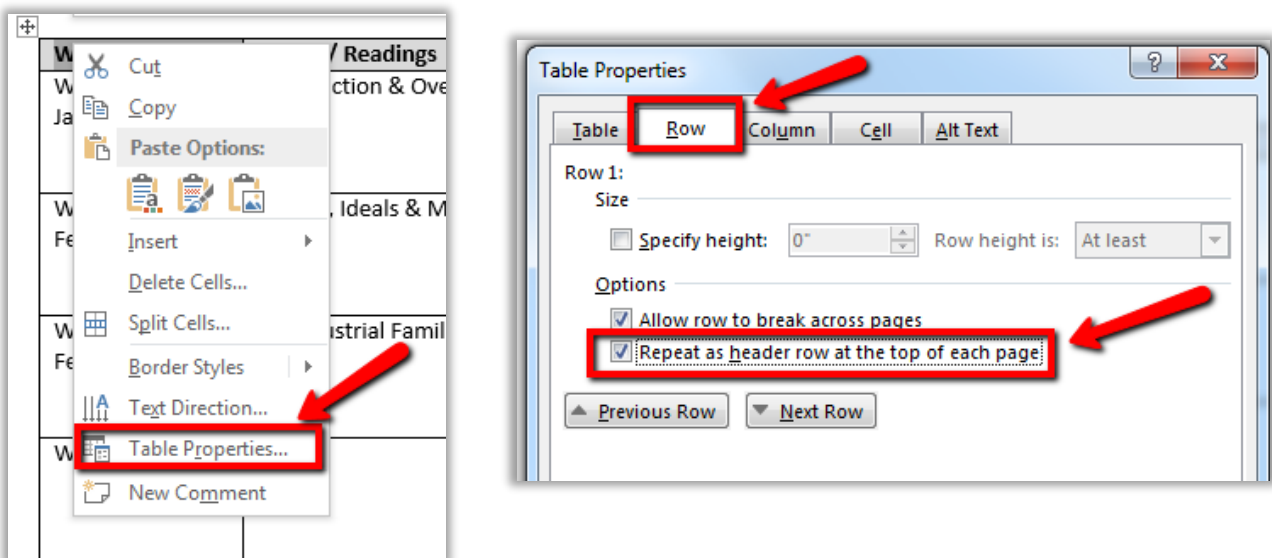 W
/ Readings
W
ction & Ove
Ja
W
, Ideals & M
Fe
W
ustrial Famil
Fe
W
Cut
Copy
Paste Options:
Insert
Delete Cells...
Split Cells...
Border Styles
Text Direction...
Table Properties...
New Comment
Table Properties
Table Row Column Cell Alt Text
Row 1:
Size
Specify height: 0" Row height is: At least
Options
Allow row to break across pages
Repeat as header row at the top of each page
Previous Row Next Row